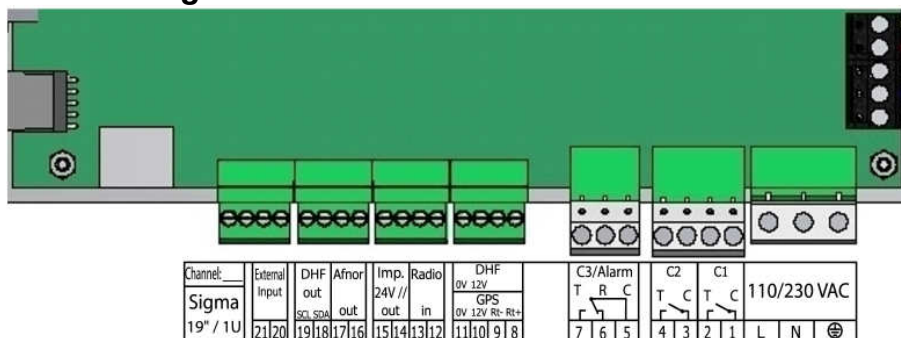 Channel:___ External Input DHF out Afnor out Imp. 24V // out Radio in DHF C3/Alarm C2 C1 110/230 VAC
0V 12V
GPS
T R C T C T C
Sigma SCL SDA 0V 12V Rt- Rt+
19" / 1U 21 20 19 18 17 16 15 14 13 12 11 10 9 8 7 6 5 4 3 2 1 L N